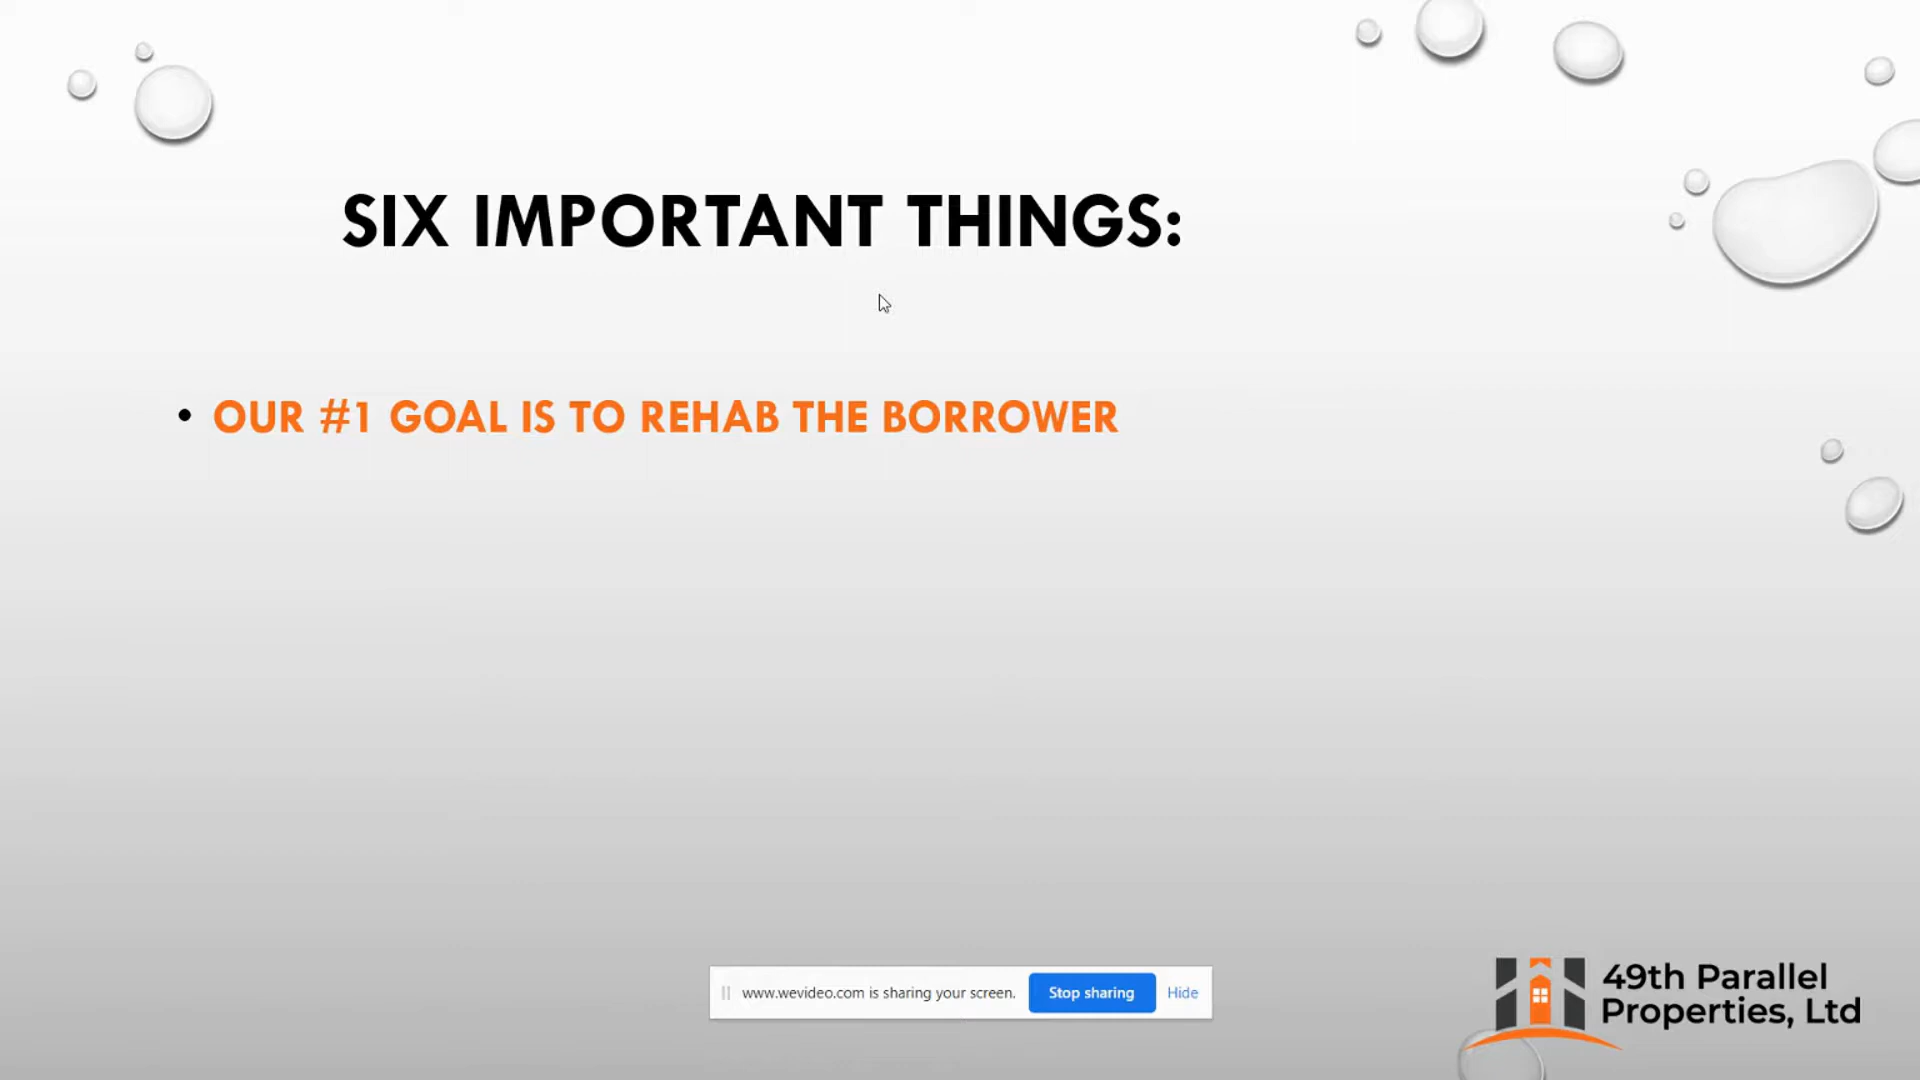 SIX IMPORTANT THINGS:
• OUR #1 GOAL IS TO REHAB THE BORROWER
www.wevideo.com is sharing your screen. Stop sharing Hide
49th Parallel
Properties, Ltd